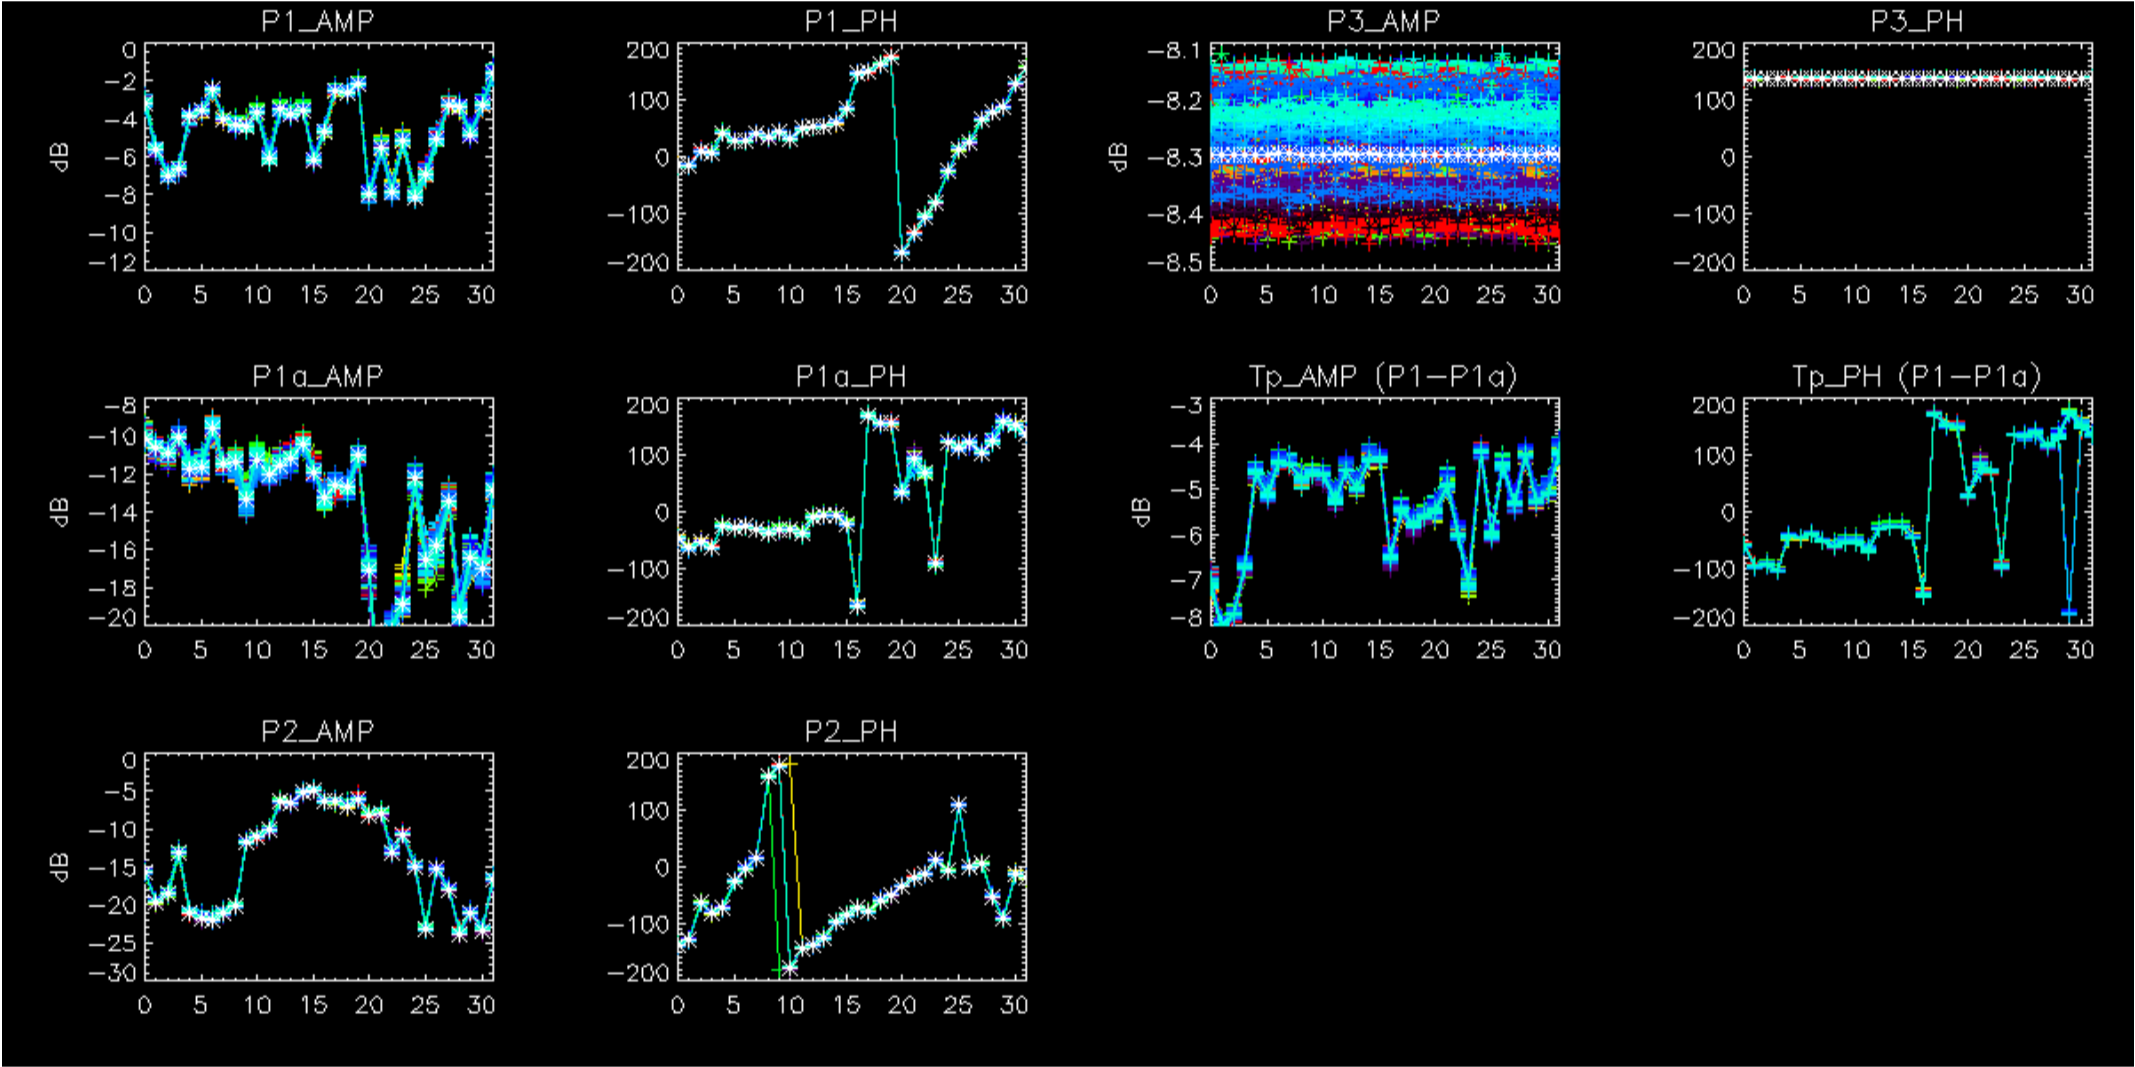 P1_AMP
P1_PH
P3_AMP
P3_PH
dB
0
-2
-4
-6
-8
-10
-12
0 5 10 15 20 25 30
200
100
0
-100
-200
0 5 10 15 20 25 30
dB
-8.1
-8.2
-8.3
-8.4
-8.5
0 5 10 15 20 25 30
200
100
0
-100
-200
0 5 10 15 20 25 30
P1a_AMP
P1a_PH
Tp_AMP (P1-P1a)
Tp_PH (P1-P1a)
dB
-8
-10
-12
-14
-16
-18
-20
0 5 10 15 20 25 30
200
100
0
-100
-200
0 5 10 15 20 25 30
dB
-3
-4
-5
-6
-7
-8
0 5 10 15 20 25 30
200
100
0
-100
-200
0 5 10 15 20 25 30
P2_AMP
P2_PH
dB
0
-5
-10
-15
-20
-25
-30
0 5 10 15 20 25 30
200
100
0
-100
-200
0 5 10 15 20 25 30